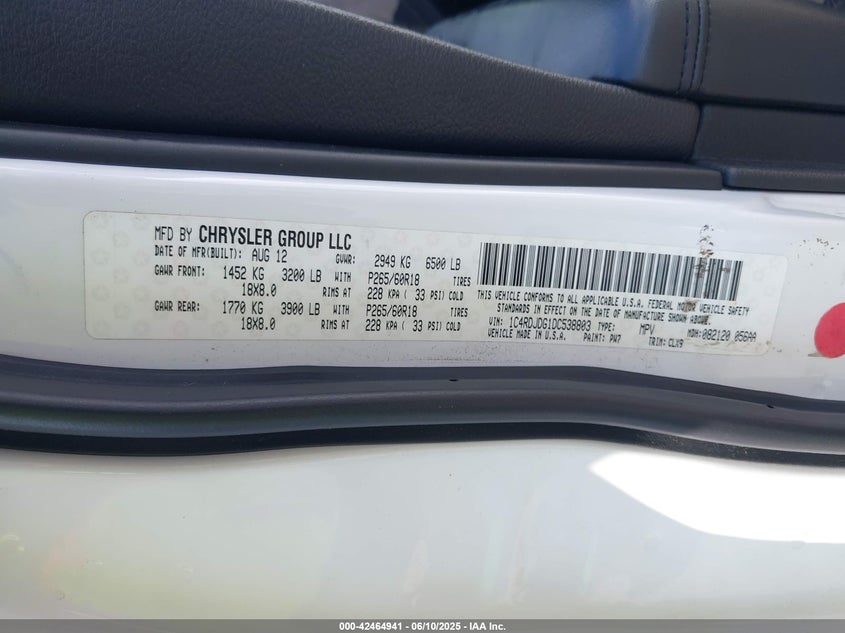 MFD BY CHRYSLER GROUP LLC
DATE OF MFR(BUILT): AUG 12 GVWR: 2949 KG 6500 LB
GAWR FRONT: 1452 KG 3200 LB WITH P265/60R18 TIRES
18X8.0 RIMS AT 228 KPA ( 33 PSI) COLD
GAWR REAR: 1770 KG 3900 LB WITH P265/60R18 TIRES
18X8.0 RIMS AT 228 KPA ( 33 PSI) COLD
THIS VEHICLE CONFORMS TO ALL APPLICABLE U.S.A. FEDERAL MOTOR VEHICLE SAFETY
STANDARDS IN EFFECT ON THE DATE OF MANUFACTURE SHOWN ABOVE.
VIN: 1C4RDJDG1DC538803 TYPE: MPV MDH: 082120 056AA
VEHICLE MADE IN U.S.A. PAINT: PW7 TRIM: CLX9
000-42464941 - 06/10/2025 - IAA Inc.